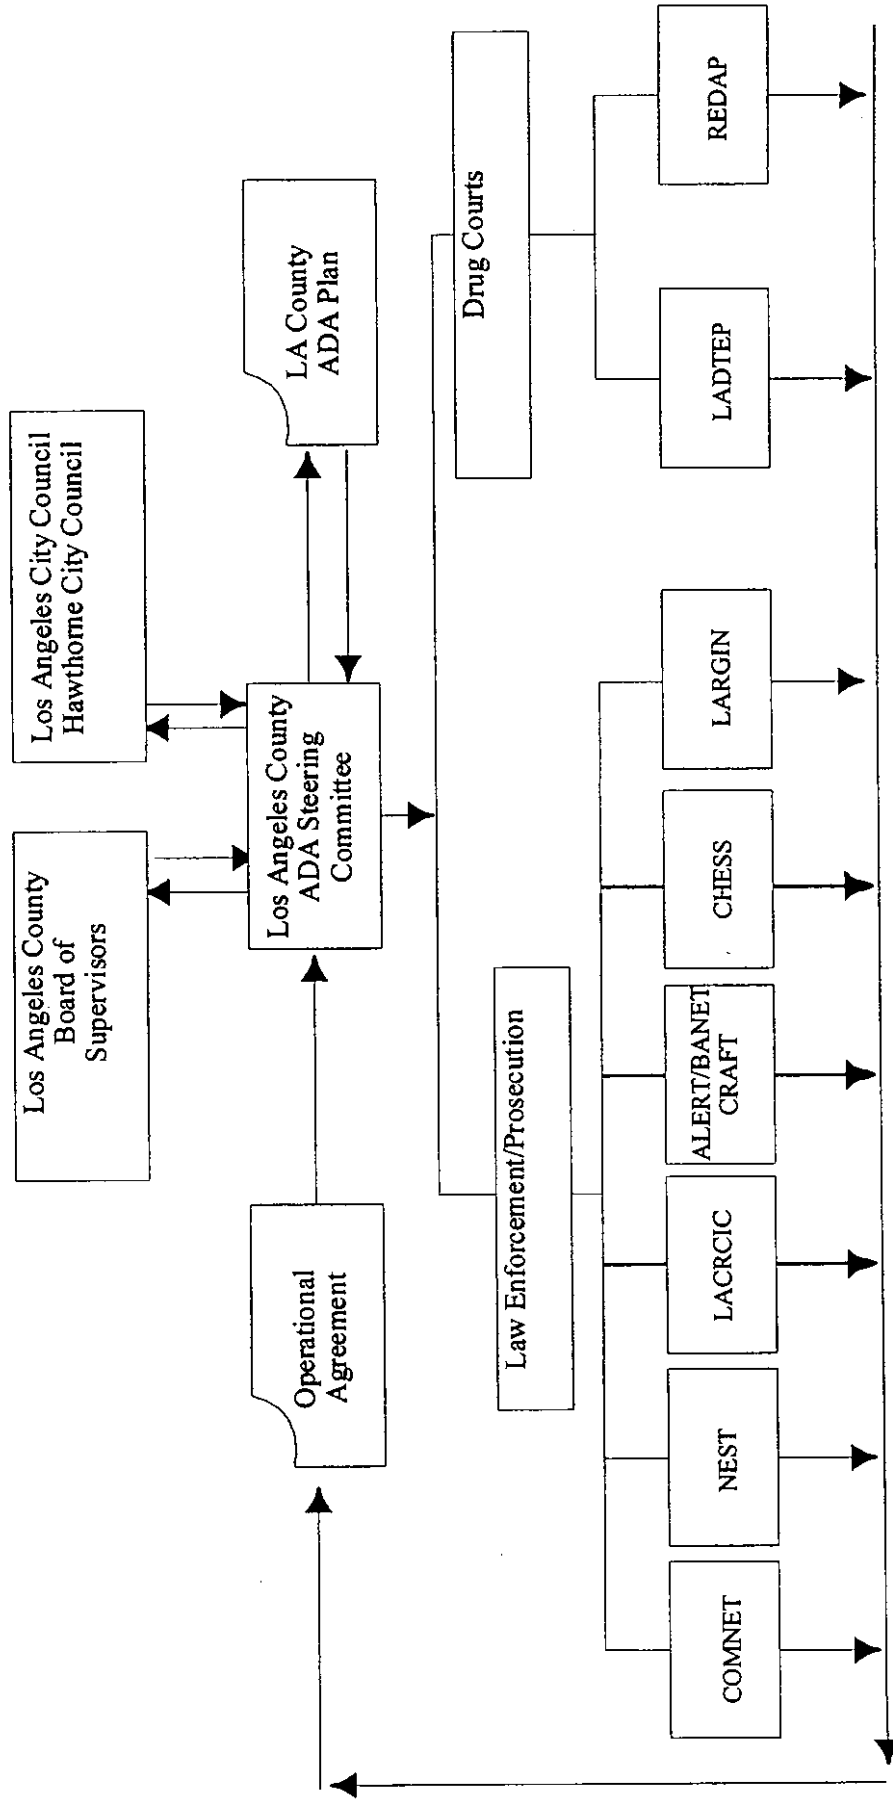 Los Angeles County
Board of
Supervisors
Los Angeles City Council
Hawthorne City Council
Operational
Agreement
Los Angeles County
ADA Steering
Committee
LA County
ADA Plan
Law Enforcement/Prosecution
Drug Courts
COMNET
NEST
LACRCIC
ALERT/BANET
CRAFT
CHESS
LARGIN
LADTEP
REDAP